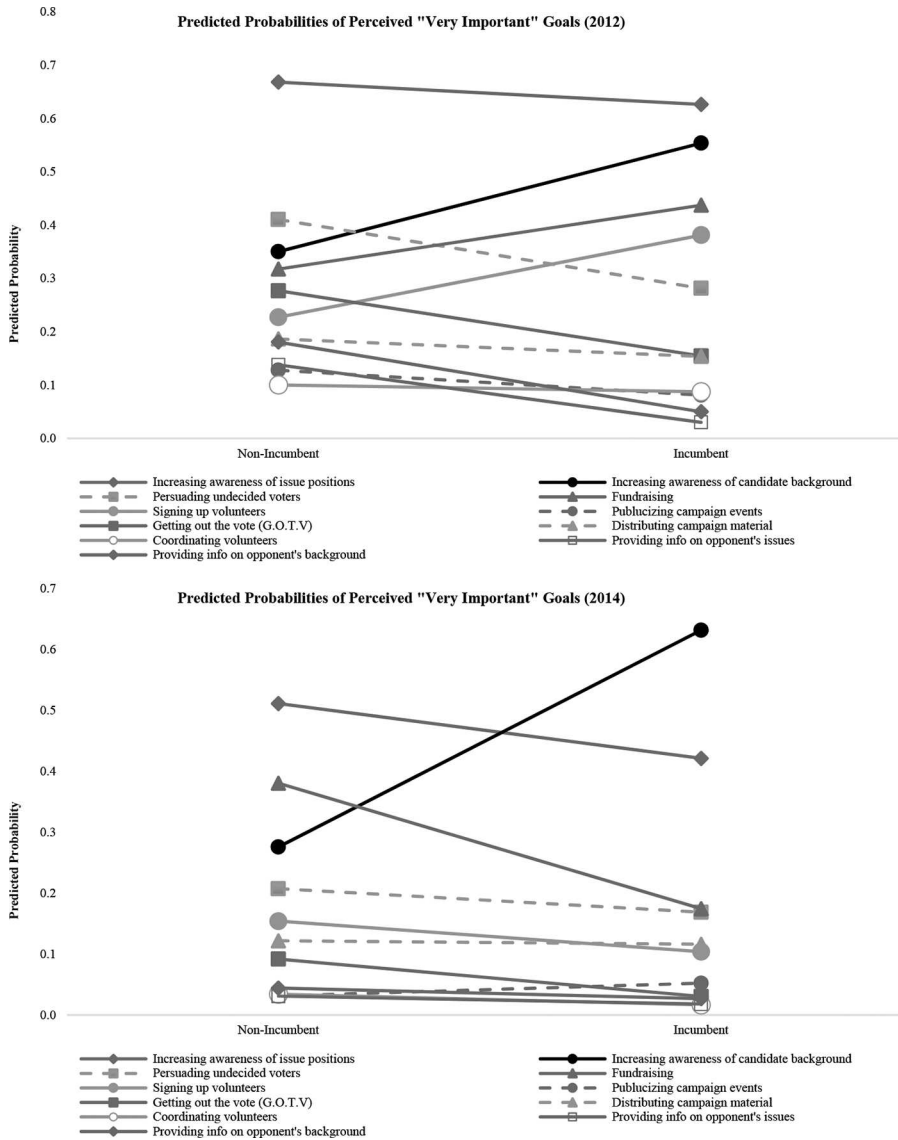 Predicted Probabilities of Perceived "Very Important" Goals (2012)
0.8
0.7
0.6
0.5
0.4
0.3
0.2
0.1
0.0
Predicted Probability
Non-Incumbent Incumbent
Increasing awareness of issue positions Increasing awareness of candidate background
Persuading undecided voters Fundraising
Signing up volunteers Publucizing campaign events
Getting out the vote (G.O.T.V) Distributing campaign material
Coordinating volunteers Providing info on opponent's issues
Providing info on opponent's background
Predicted Probabilities of Perceived "Very Important" Goals (2014)
0.7
0.6
0.5
0.4
0.3
0.2
0.1
0.0
Predicted Probability
Non-Incumbent Incumbent
Increasing awareness of issue positions Increasing awareness of candidate background
Persuading undecided voters Fundraising
Signing up volunteers Publucizing campaign events
Getting out the vote (G.O.T.V) Distributing campaign material
Coordinating volunteers Providing info on opponent's issues
Providing info on opponent's background